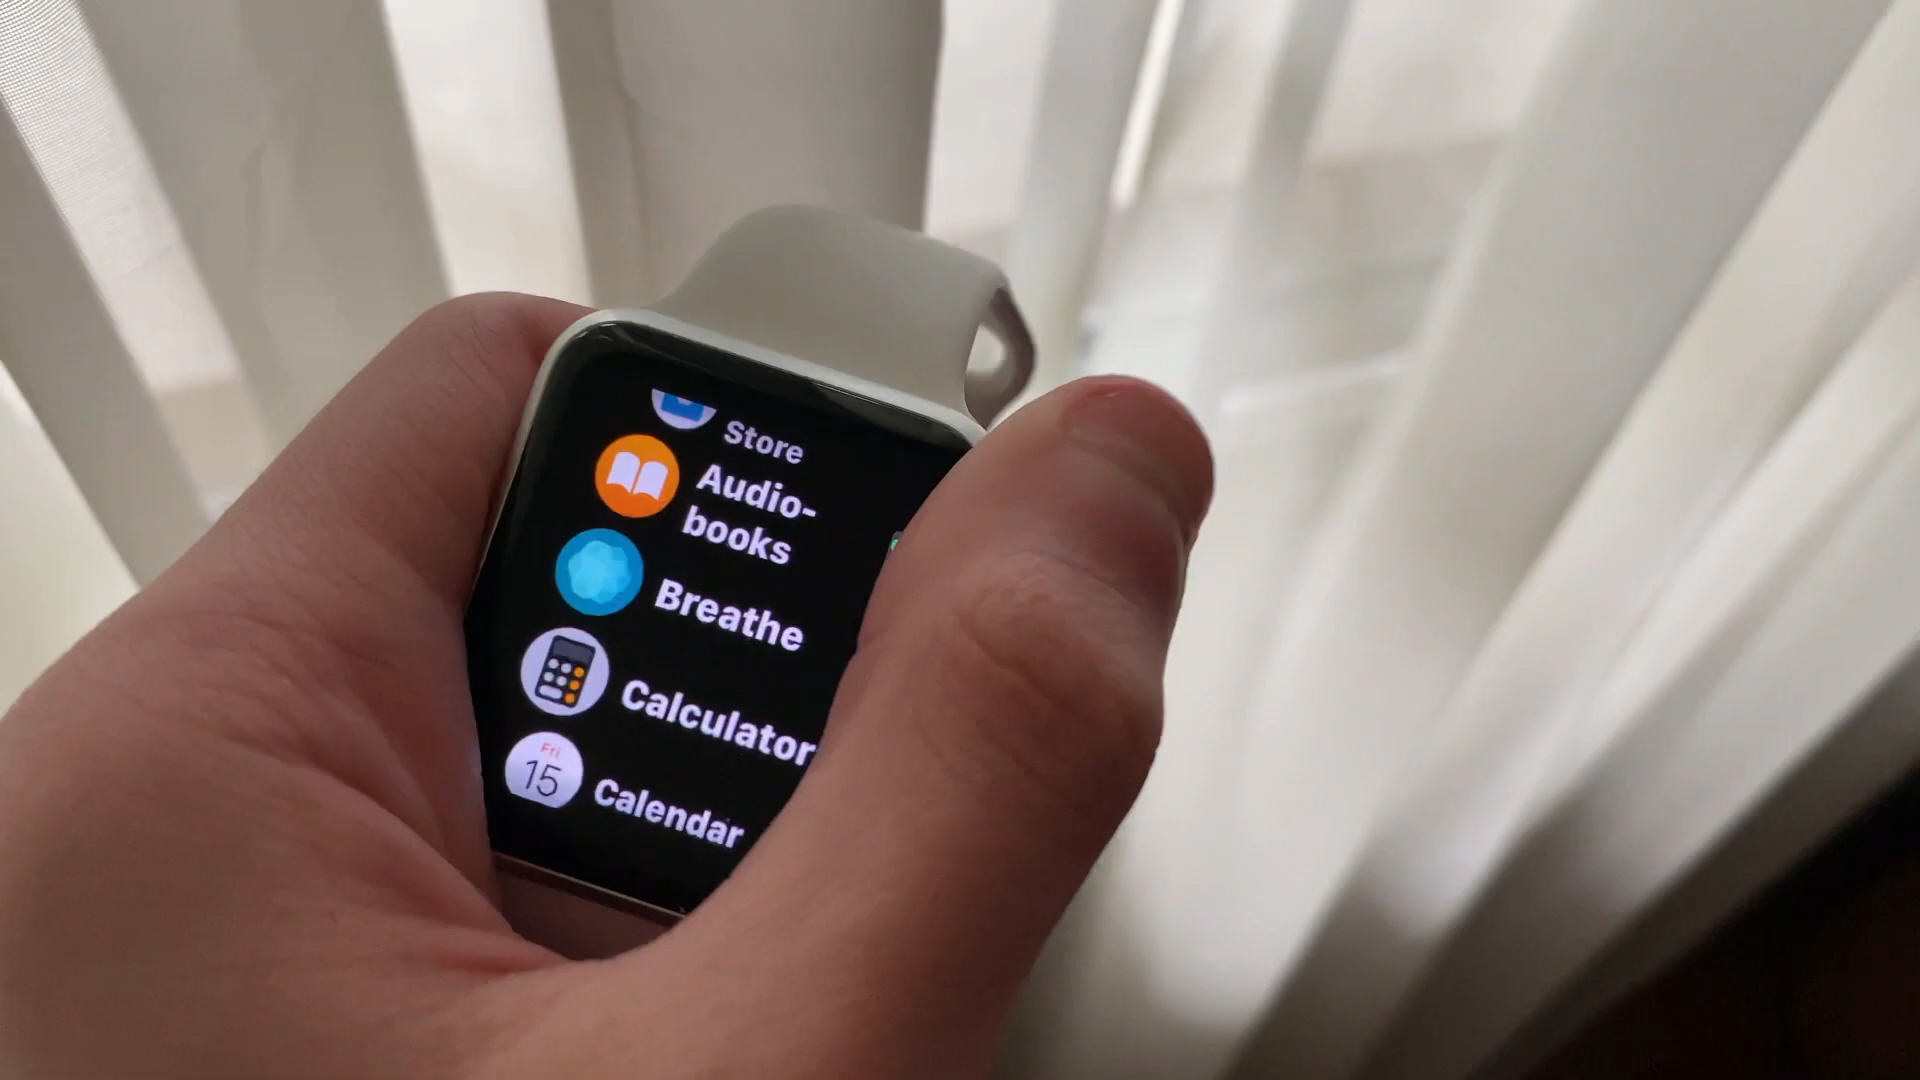 Store
Audio-
books
Breathe
Calculator
Fri
15
Calendar